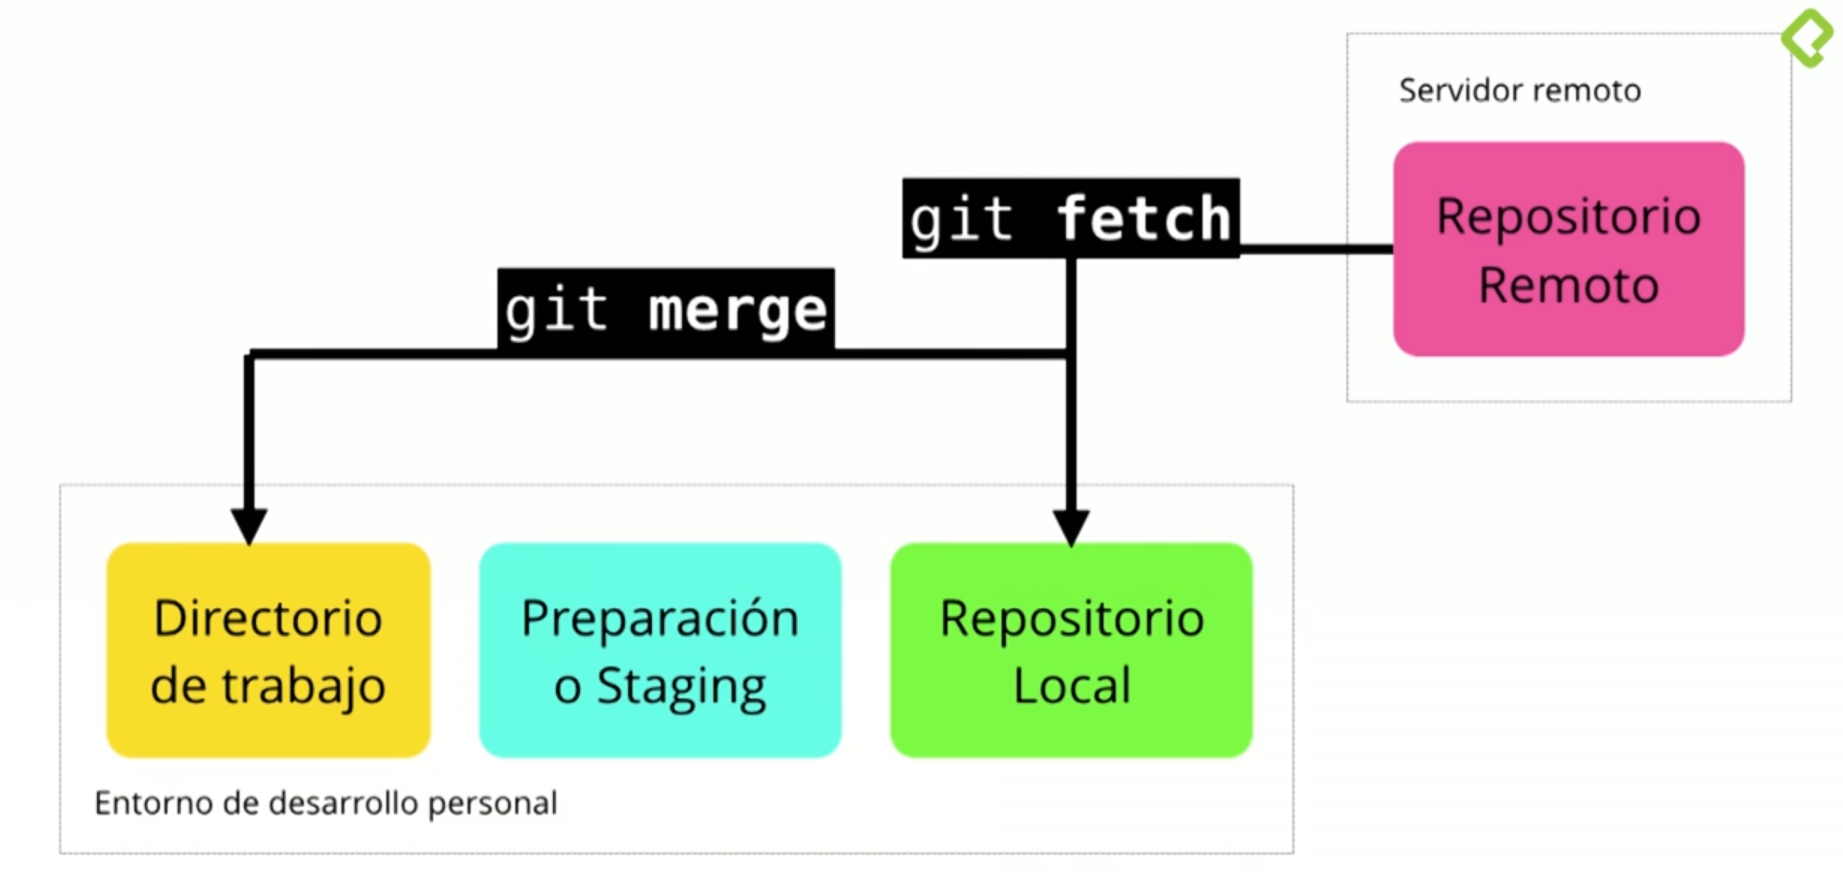 Servidor remoto
Repositorio
Remoto
git fetch
git merge
Directorio
de trabajo
Preparación
o Staging
Repositorio
Local
Entorno de desarrollo personal